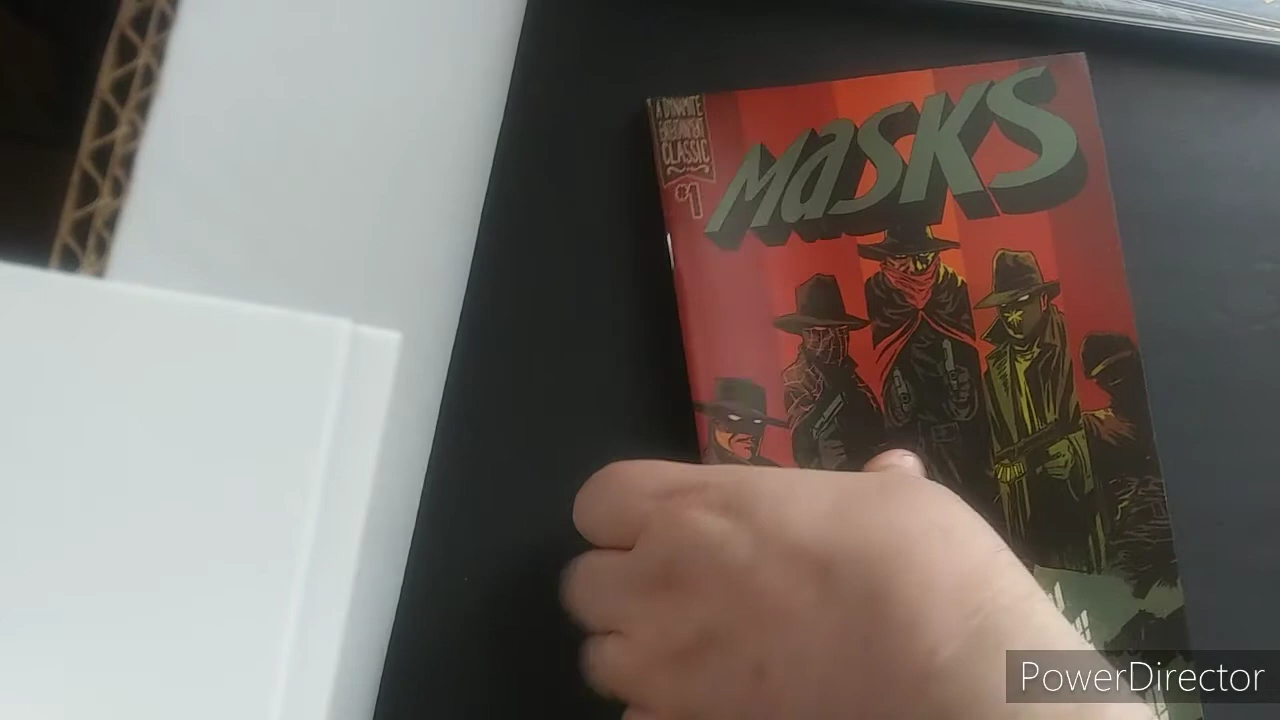 A DYNAMITE
ENTERTAINMENT
CLASSIC
#1
MaSKS
PowerDirector